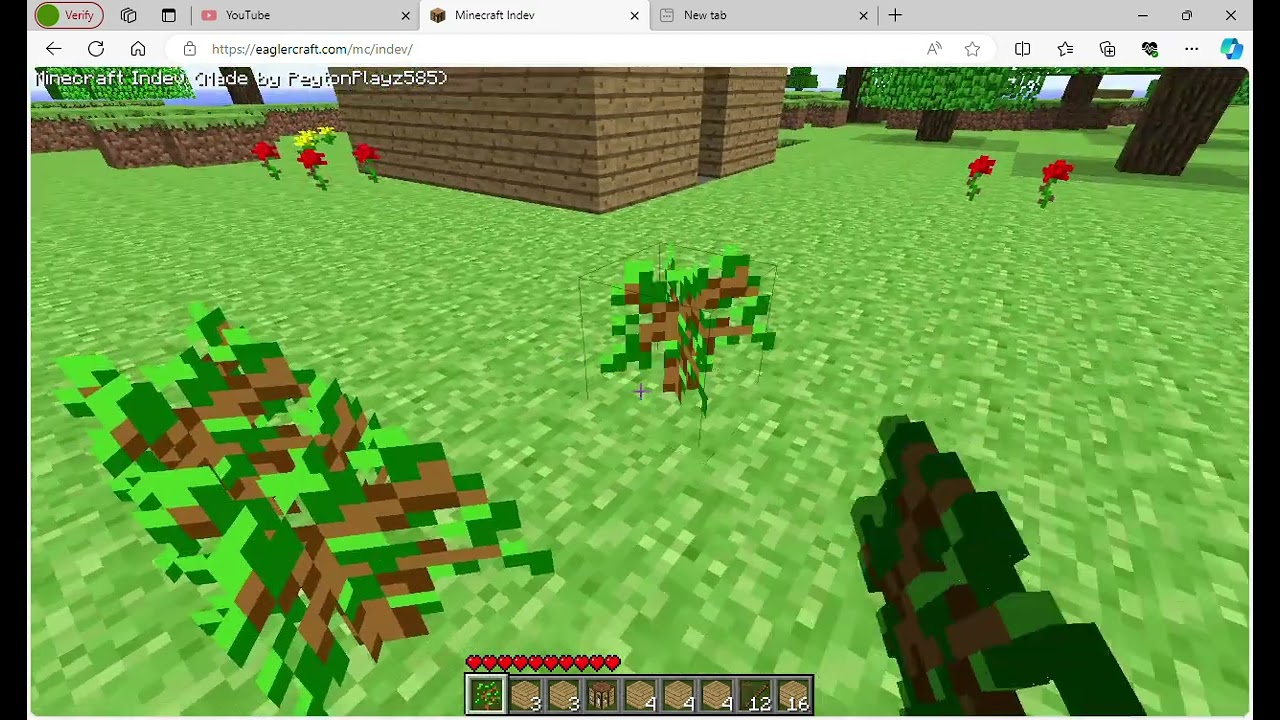 Verify
YouTube
Minecraft Indev
New tab
https://eaglercraft.com/mc/indev/
Minecraft Indev (Made by PeytonPlayz585)
3 3 4 4 4 12 16